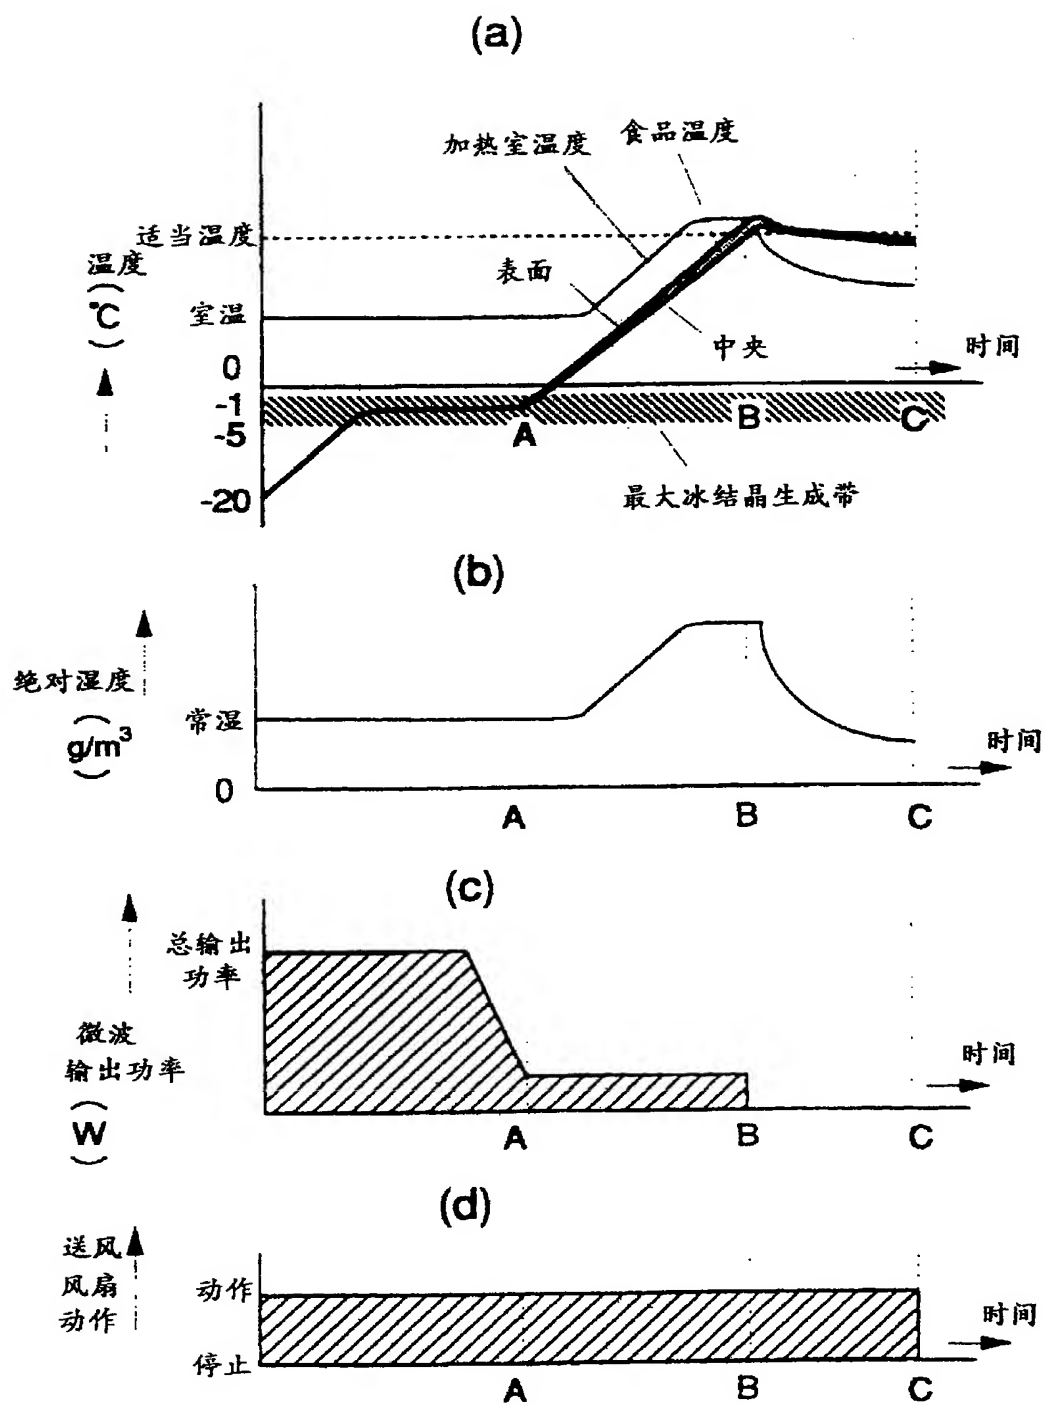 (a)
加热室温度
食品温度
适当温度
温度
(℃)
表面
室温
中央
时间
0
-1
-5
A
B
C
-20
最大冰结晶生成带
(b)
绝对湿度
(g/m³)
常湿
时间
0
A
B
C
(c)
总输出
功率
微波
输出功率
(W)
时间
A
B
C
(d)
送风
风扇
动作
动作
时间
停止
A
B
C